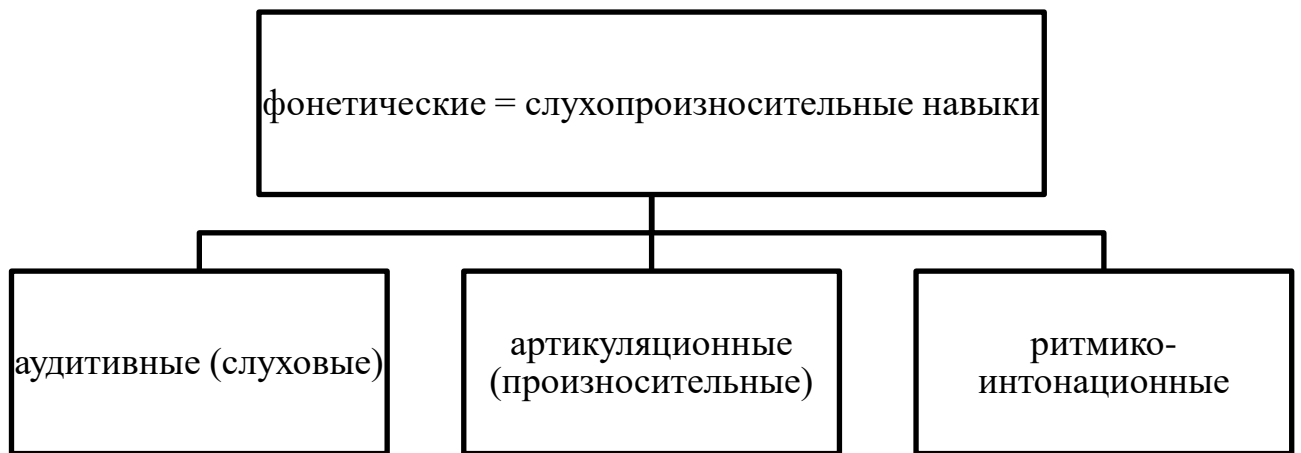 фонетические = слухопроизносительные навыки
аудитивные (слуховые)
артикуляционные
(произносительные)
ритмико-
интонационные